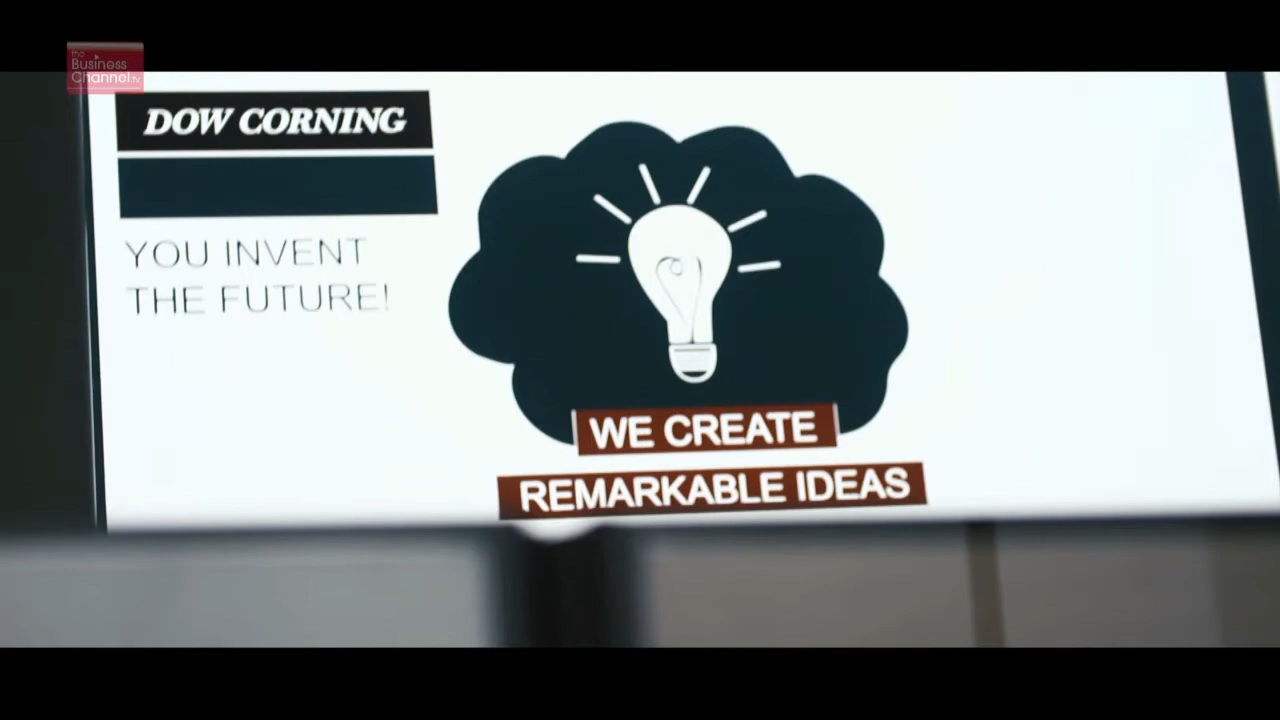 the
Business
Channel.tv
DOW CORNING
YOU INVENT
THE FUTURE!
WE CREATE
REMARKABLE IDEAS